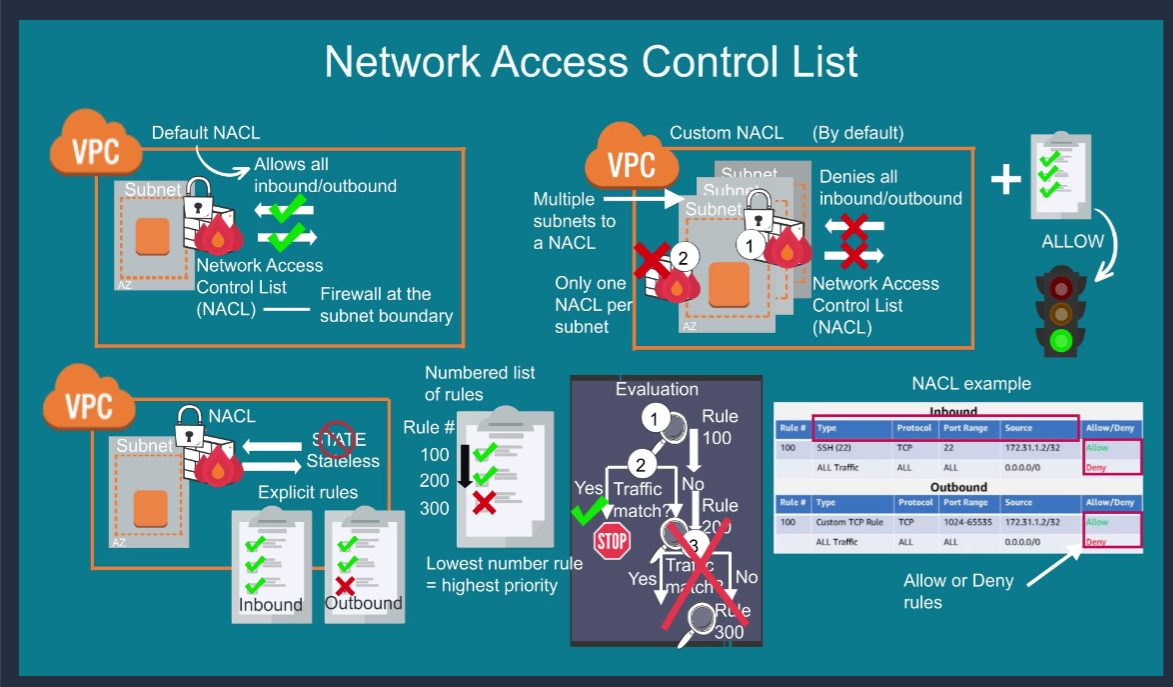 Network Access Control List
VPC
Default NACL
Allows all
inbound/outbound
Subnet
AZ
Network Access
Control List
(NACL)
Firewall at the
subnet boundary
VPC
Custom NACL (By default)
Multiple
subnets to
a NACL
Subnet
Subnet
Subnet
Denies all
inbound/outbound
1
2
Only one
NACL per
subnet
AZ
Network Access
Control List
(NACL)
+
ALLOW
VPC
NACL
Subnet
AZ
STATE
Stateless
Explicit rules
Inbound
Outbound
Numbered list
of rules
Rule #
100
200
300
Lowest number rule
= highest priority
Evaluation
1
Rule
100
2
Yes
Traffic
match?
No
STOP
Rule
200
3
Yes
Traffic
match?
No
Rule
300
NACL example
Inbound
Rule # Type Protocol Port Range Source Allow/Deny
100 SSH (22) TCP 22 172.31.1.2/32 Allow
ALL Traffic ALL ALL 0.0.0.0/0 Deny
Outbound
Rule # Type Protocol Port Range Source Allow/Deny
100 Custom TCP Rule TCP 1024-65535 172.31.1.2/32 Allow
ALL Traffic ALL ALL 0.0.0.0/0 Deny
Allow or Deny
rules